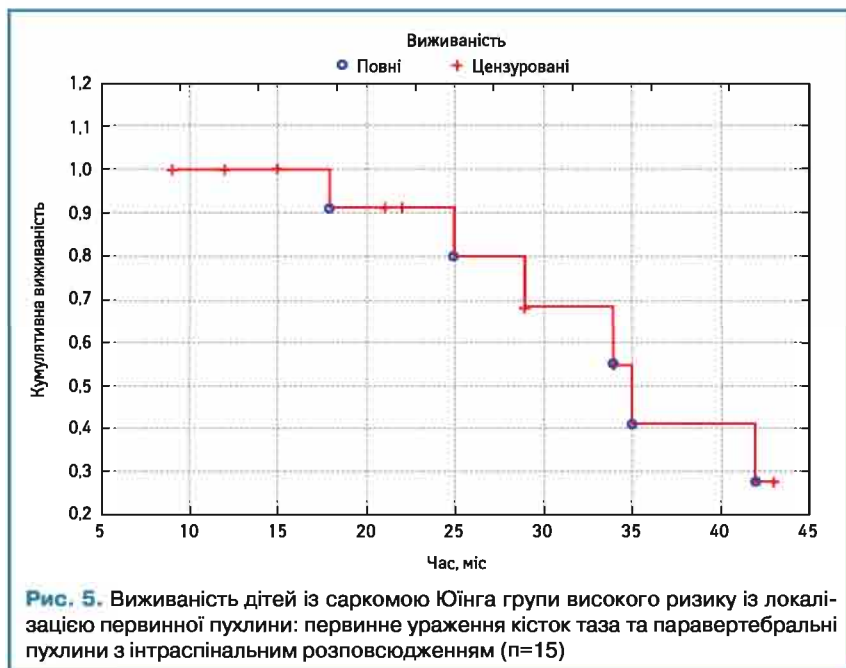 Виживаність
Повні Цензуровані
Кумулятивна виживаність
1,2
1,1
1.0
0.9
0.8
0.7
0.6
0.5
0.4
0.3
0,2
5 10 15 20 25 30 35 40 45
Час, міс
Рис. 5. Виживаність дітей із саркомою Юїнга групи високого ризику із локалі-
зацією первинної пухлини: первинне ураження кісток таза та паравертебральні
пухлини з інтраспінальним розповсюдженням (п=15)